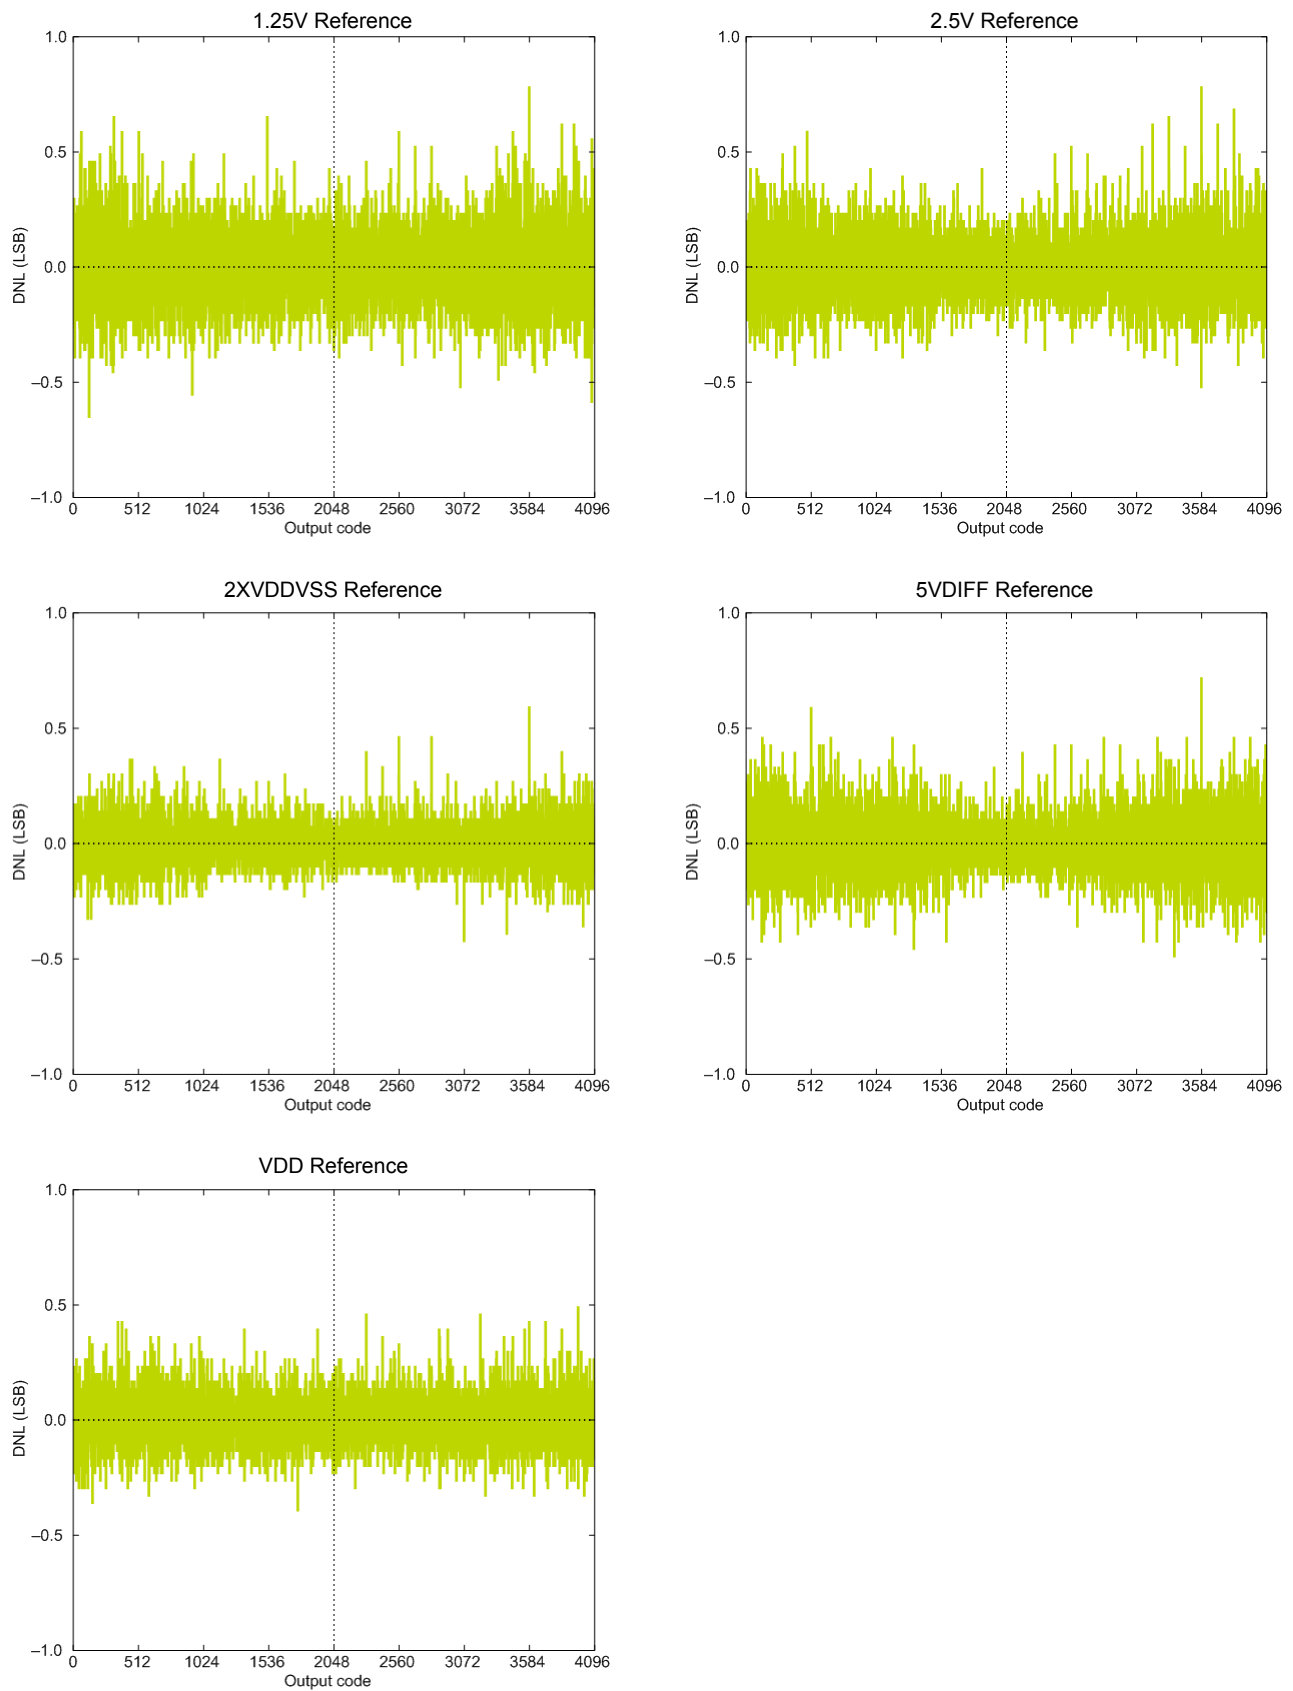 1.25V Reference
1.0
0.5
0.0
–0.5
–1.0
DNL (LSB)
0 512 1024 1536 2048 2560 3072 3584 4096
Output code
2.5V Reference
1.0
0.5
0.0
–0.5
–1.0
DNL (LSB)
0 512 1024 1536 2048 2560 3072 3584 4096
Output code
2XVDDVSS Reference
1.0
0.5
0.0
–0.5
–1.0
DNL (LSB)
0 512 1024 1536 2048 2560 3072 3584 4096
Output code
5VDIFF Reference
1.0
0.5
0.0
–0.5
–1.0
DNL (LSB)
0 512 1024 1536 2048 2560 3072 3584 4096
Output code
VDD Reference
1.0
0.5
0.0
–0.5
–1.0
DNL (LSB)
0 512 1024 1536 2048 2560 3072 3584 4096
Output code